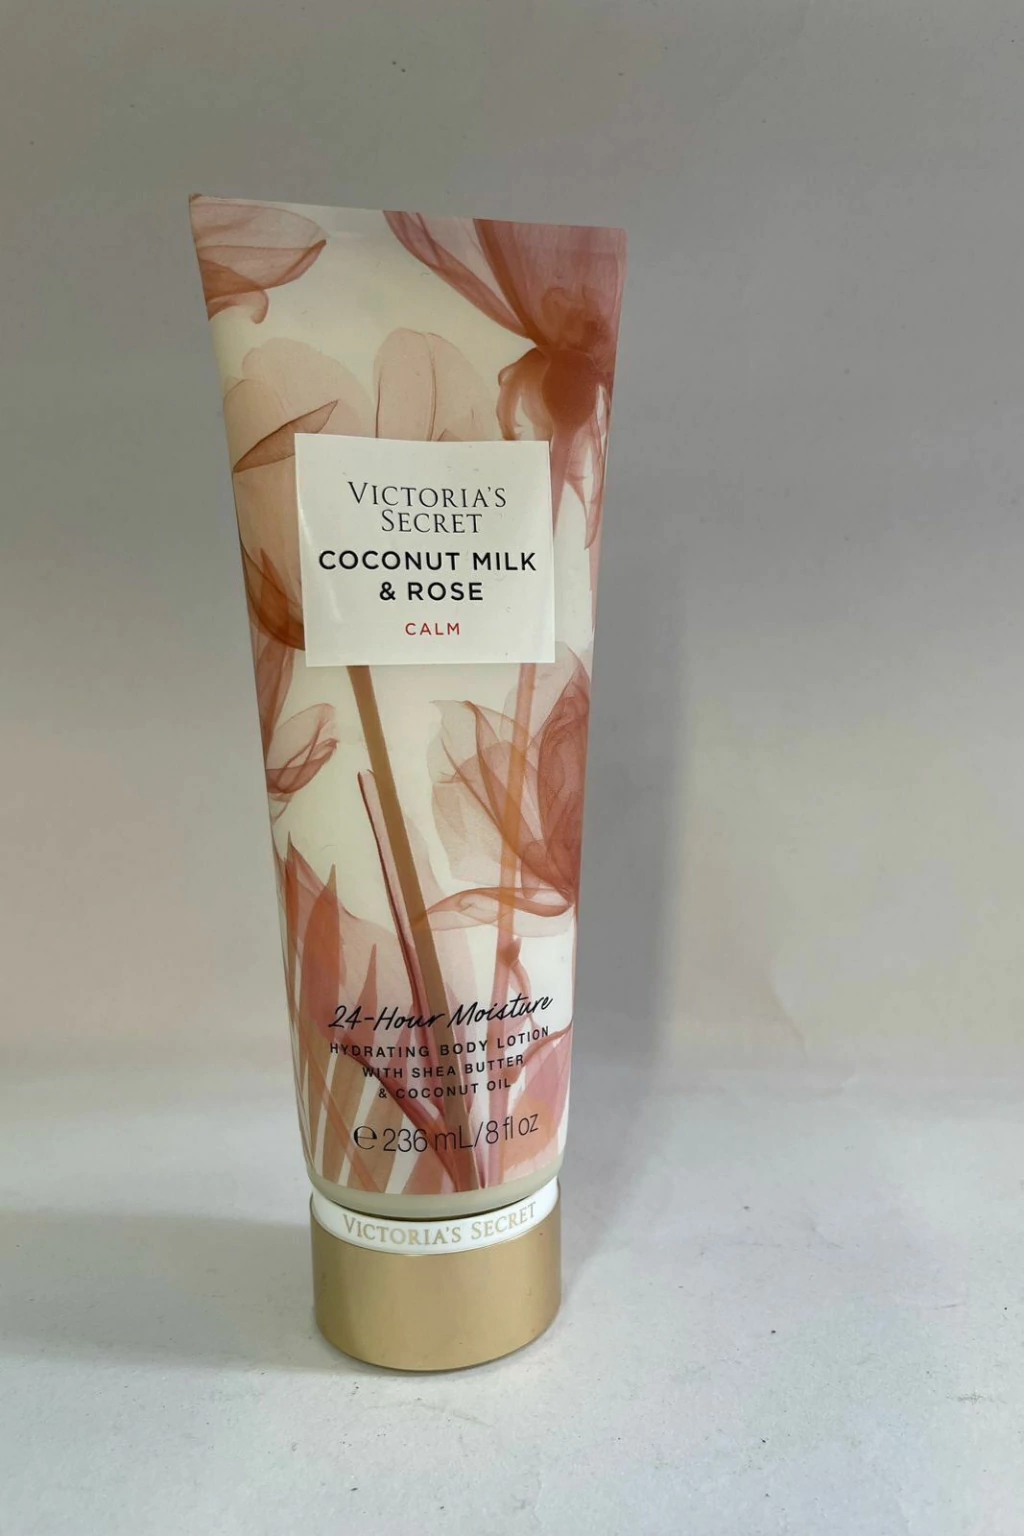 VICTORIA'S
SECRET
COCONUT MILK
& ROSE
CALM
24-Hour Moisture
HYDRATING BODY LOTION
WITH SHEA BUTTER
& COCONUT OIL
℮ 236 mL/8 fl oz
VICTORIA'S SECRET